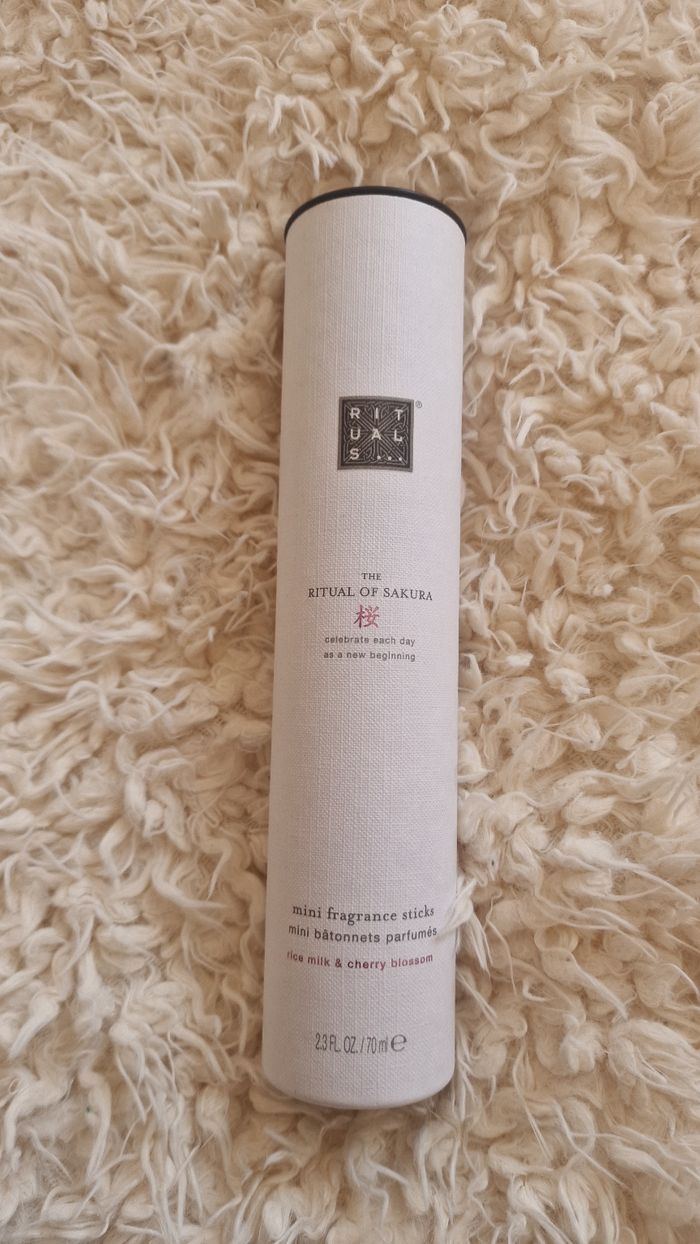 RIT
UAL
S...
®
THE
RITUAL OF SAKURA
桜
celebrate each day
as a new beginning
mini fragrance sticks
mini bâtonnets parfumés
rice milk & cherry blossom
2.3 FL. OZ. / 70 ml ℮